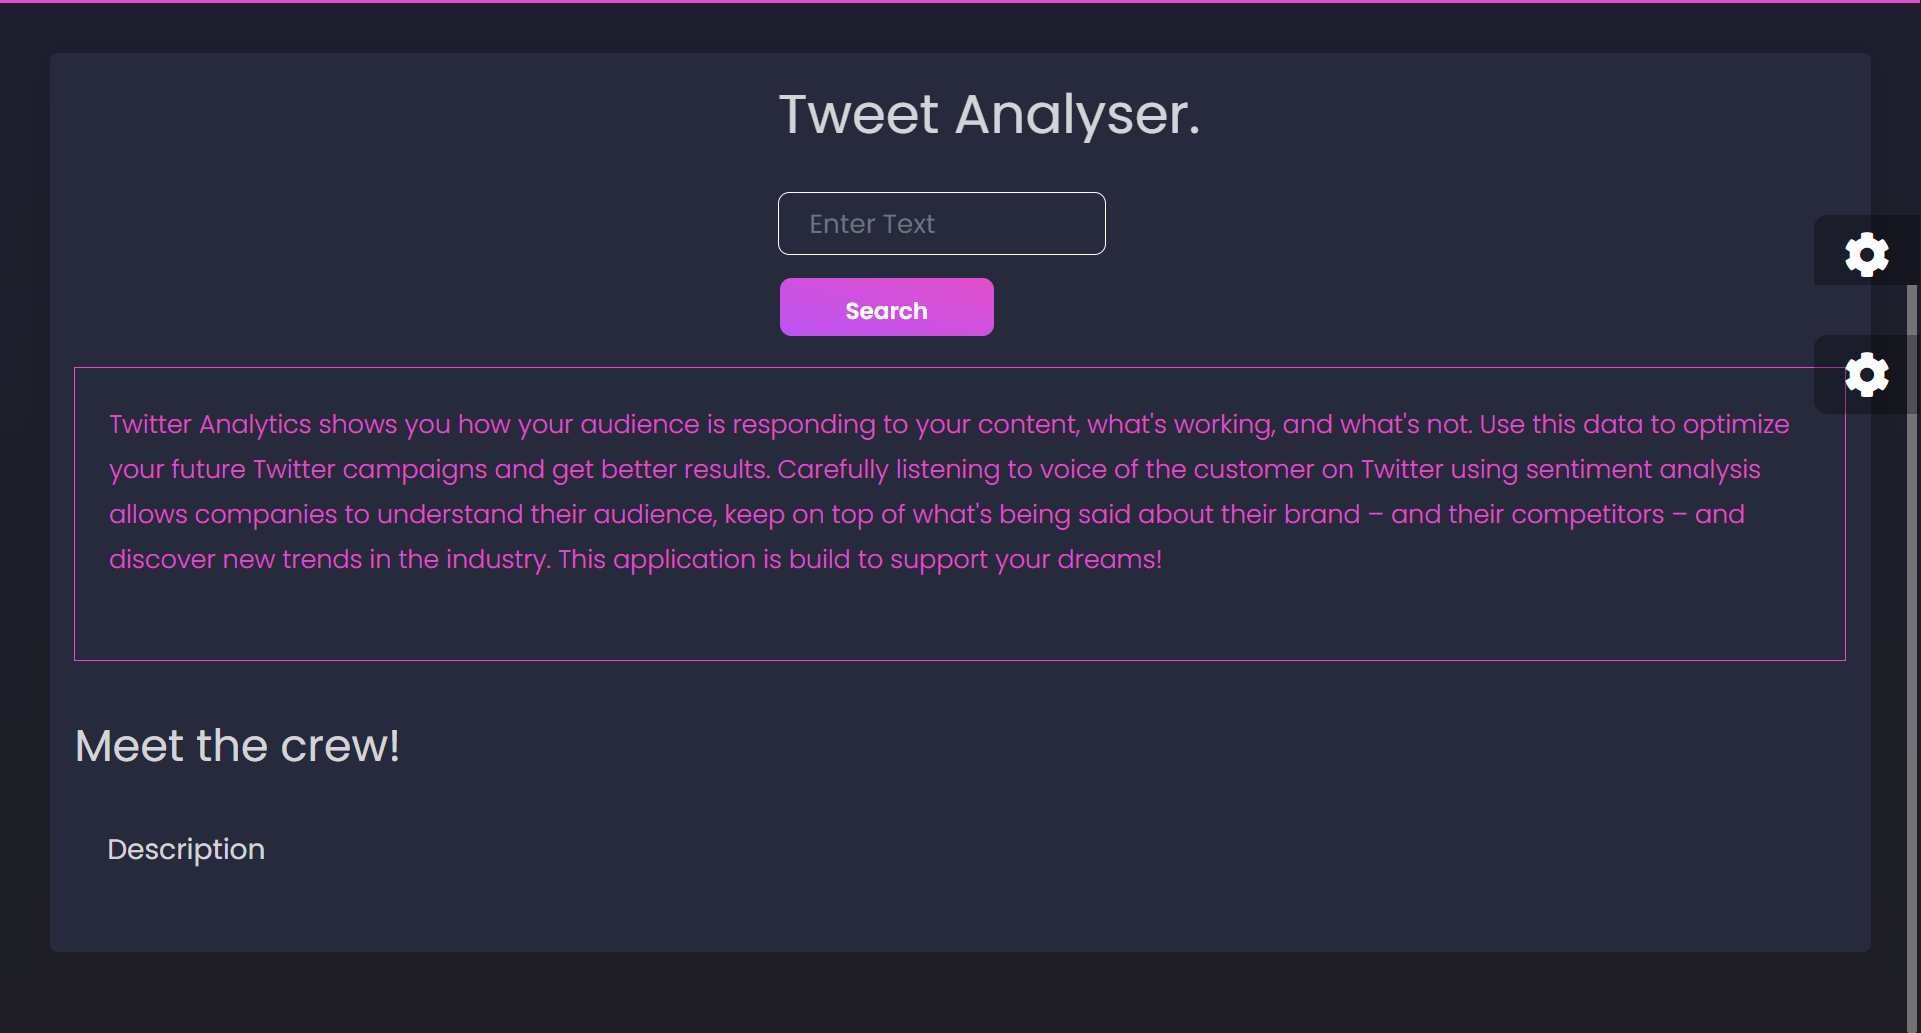 Tweet Analyser.
Enter Text
Search
Twitter Analytics shows you how your audience is responding to your content, what's working, and what's not. Use this data to optimize
your future Twitter campaigns and get better results. Carefully listening to voice of the customer on Twitter using sentiment analysis
allows companies to understand their audience, keep on top of what's being said about their brand – and their competitors – and
discover new trends in the industry. This application is build to support your dreams!
Meet the crew!
Description